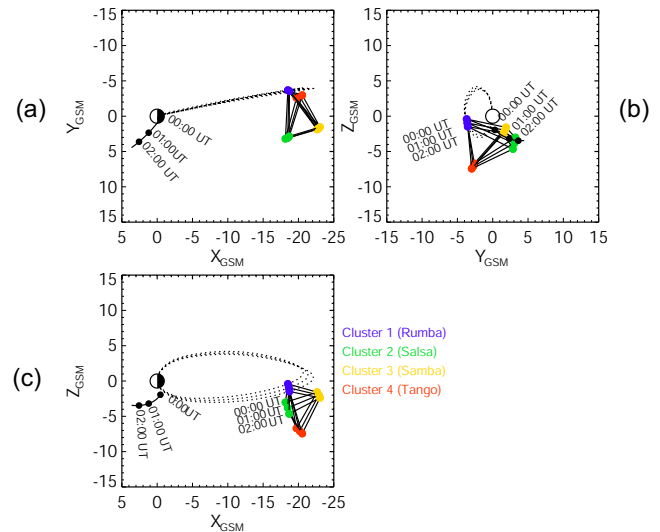 (a)
-15
-10
-5
0
5
10
15
Y_GSM
00:00 UT
01:00UT
02:00 UT
5
0
-5
-10
-15
-20
-25
X_GSM
(b)
-15
-10
-5
0
5
10
15
Z_GSM
00:00 UT
01:00 UT
02:00 UT
00:00 UT
01:00 UT
02:00 UT
-15
-10
-5
0
5
10
15
Y_GSM
(c)
15
10
5
0
-5
-10
-15
Z_GSM
0:00 UT
01:00 UT
02:00 UT
00:00 UT
01:00 UT
02:00 UT
5
0
-5
-10
-15
-20
-25
X_GSM
Cluster 1 (Rumba)
Cluster 2 (Salsa)
Cluster 3 (Samba)
Cluster 4 (Tango)